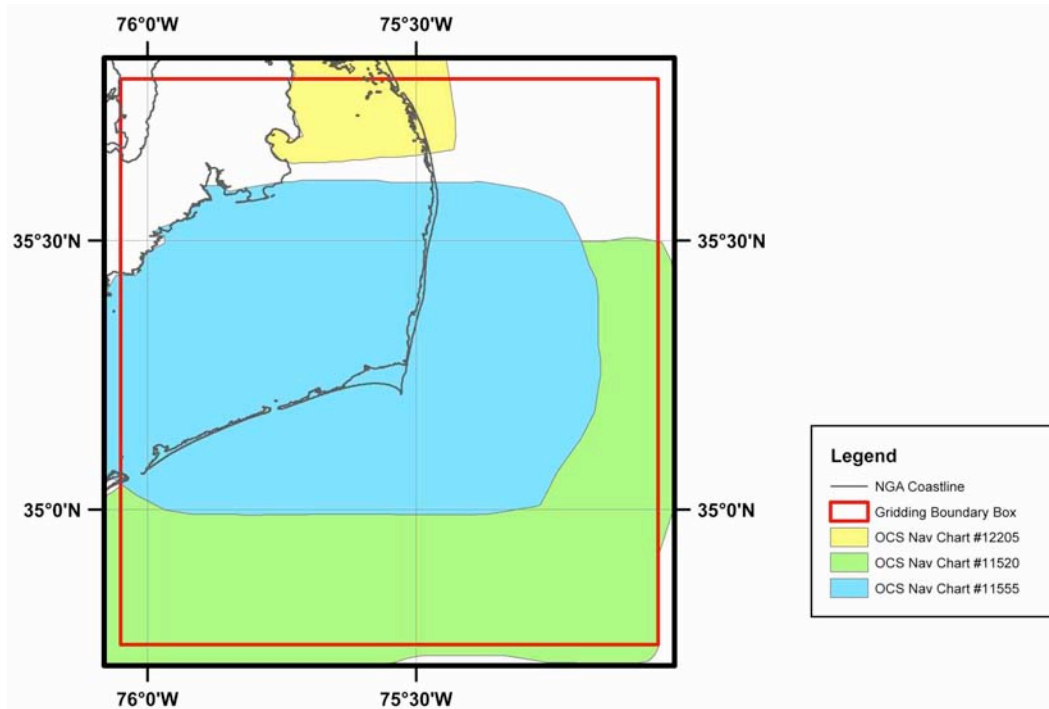 76°0'W 75°30'W
35°30'N 35°30'N
35°0'N 35°0'N
Legend
NGA Coastline
Gridding Boundary Box
OCS Nav Chart #12205
OCS Nav Chart #11520
OCS Nav Chart #11555
76°0'W 75°30'W